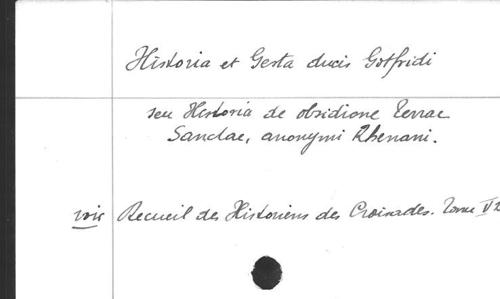 Historia et Gesta ducis Gotfridi
seu Historia de obsidione Terrae
Sanctae, anonymi Rhenani.
voir Recueil des Historiens des Croisades. Tome V